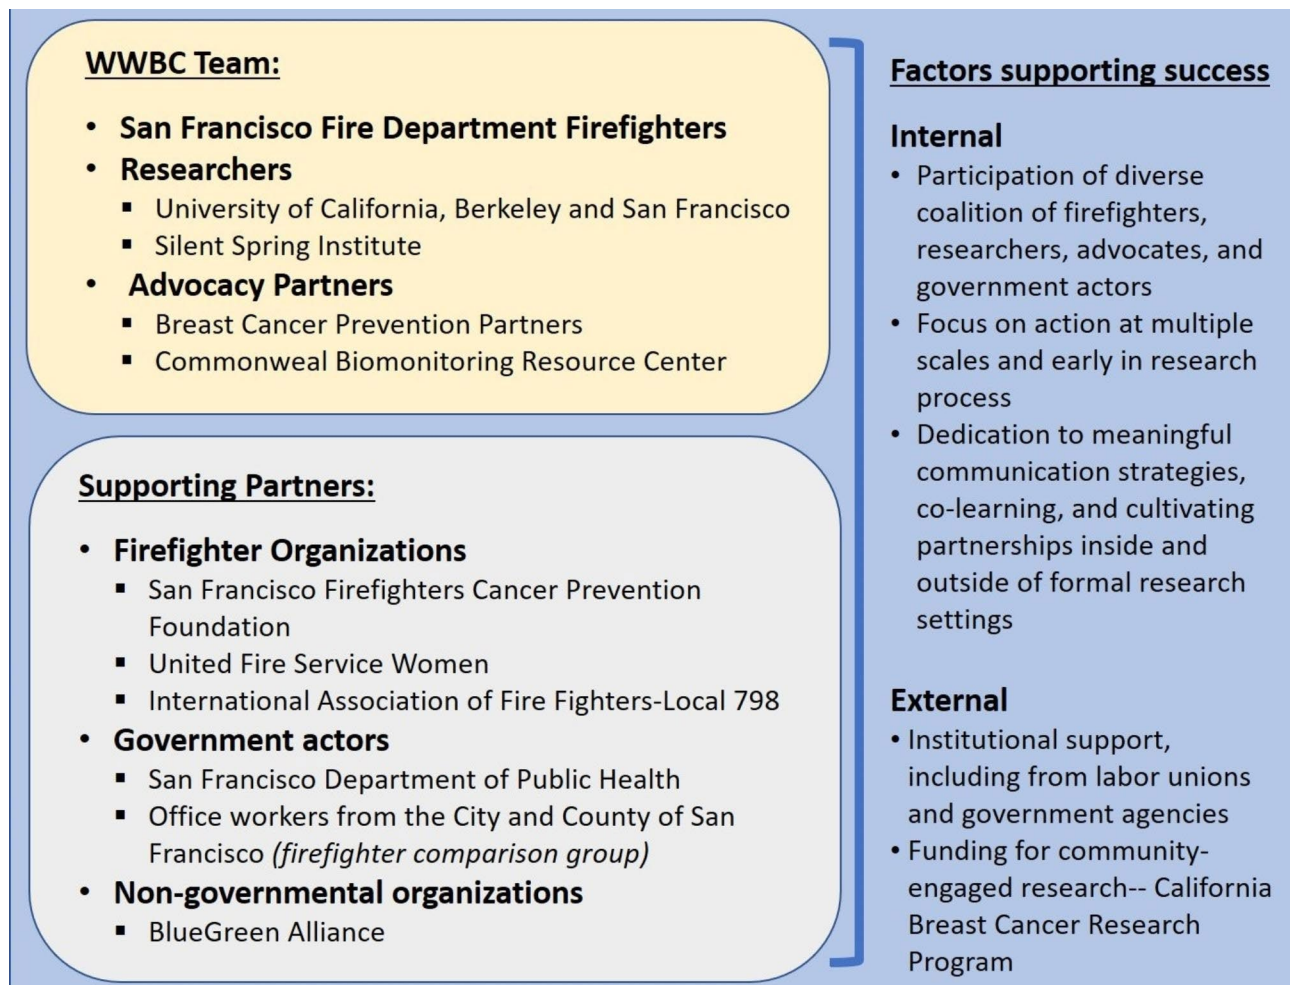 WWBC Team:
• San Francisco Fire Department Firefighters
• Researchers
▪ University of California, Berkeley and San Francisco
▪ Silent Spring Institute
• Advocacy Partners
▪ Breast Cancer Prevention Partners
▪ Commonweal Biomonitoring Resource Center
Supporting Partners:
• Firefighter Organizations
▪ San Francisco Firefighters Cancer Prevention
Foundation
▪ United Fire Service Women
▪ International Association of Fire Fighters-Local 798
• Government actors
▪ San Francisco Department of Public Health
▪ Office workers from the City and County of San
Francisco (firefighter comparison group)
• Non-governmental organizations
▪ BlueGreen Alliance
Factors supporting success
Internal
• Participation of diverse
coalition of firefighters,
researchers, advocates, and
government actors
• Focus on action at multiple
scales and early in research
process
• Dedication to meaningful
communication strategies,
co-learning, and cultivating
partnerships inside and
outside of formal research
settings
External
• Institutional support,
including from labor unions
and government agencies
• Funding for community-
engaged research-- California
Breast Cancer Research
Program